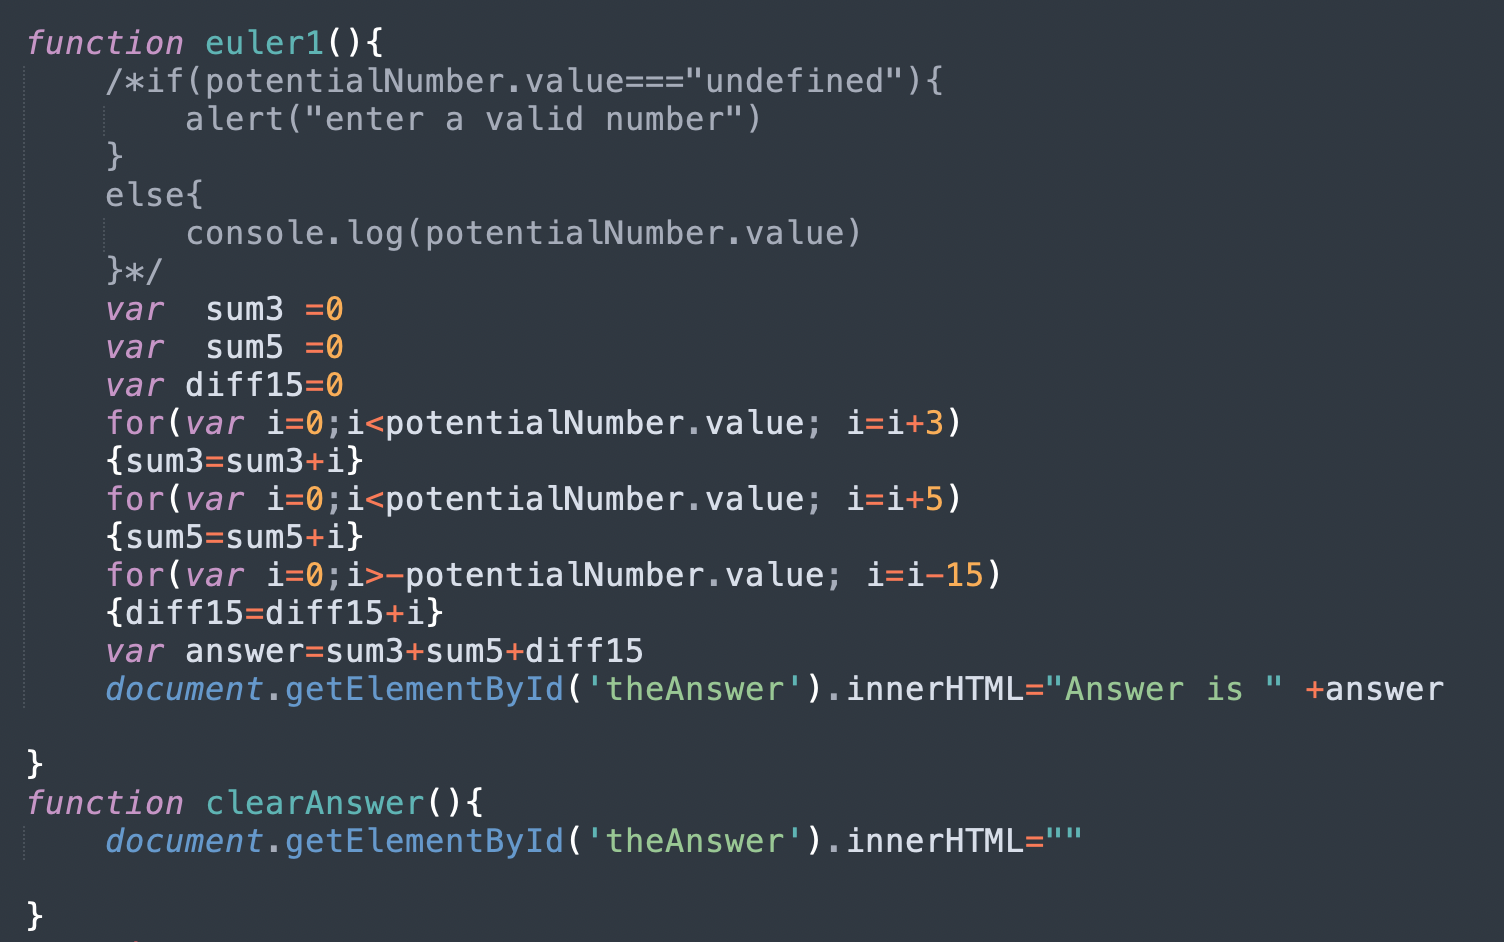 function euler1(){
    /*if(potentialNumber.value==="undefined"){
        alert("enter a valid number")
    }
    else{
        console.log(potentialNumber.value)
    }*/
    var  sum3 =0
    var  sum5 =0
    var diff15=0
    for(var i=0;i<potentialNumber.value; i=i+3)
    {sum3=sum3+i}
    for(var i=0;i<potentialNumber.value; i=i+5)
    {sum5=sum5+i}
    for(var i=0;i>-potentialNumber.value; i=i-15)
    {diff15=diff15+i}
    var answer=sum3+sum5+diff15
    document.getElementById('theAnswer').innerHTML="Answer is " +answer

}
function clearAnswer(){
    document.getElementById('theAnswer').innerHTML=""

}